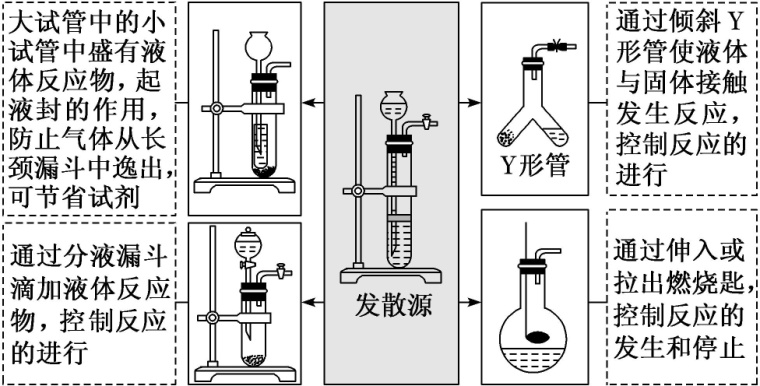 大试管中的小
试管中盛有液
体反应物，起
液封的作用，
防止气体从长
颈漏斗中逸出，
可节省试剂
通过倾斜Y
形管使液体
与固体接触
发生反应，
控制反应的
进行
Y形管
发散源
通过分液漏斗
滴加液体反应
物，控制反应
的进行
通过伸入或
拉出燃烧匙，
控制反应的
发生和停止